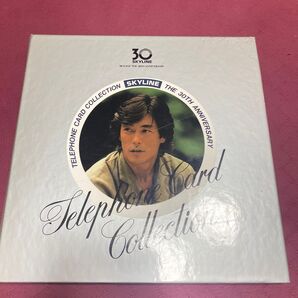 30
SKYLINE
TELEPHONE CARD COLLECTION SKYLINE THE 30TH ANNIVERSARY
Telephone Card
Collection